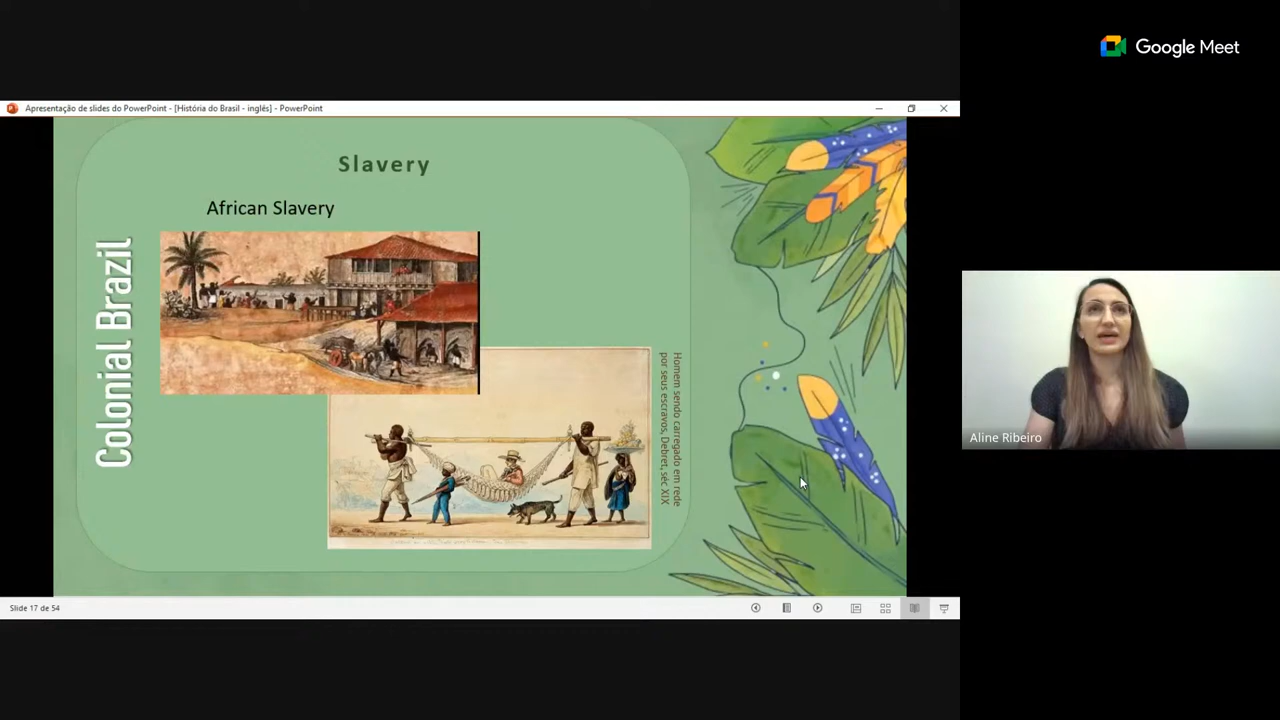 Google Meet
Apresentação de slides do PowerPoint - [História do Brasil - inglês] - PowerPoint
Slavery
African Slavery
Colonial Brazil
Homem sendo carregado em rede
por seus escravos, Debret, séc XIX
Aline Ribeiro
Slide 17 de 54